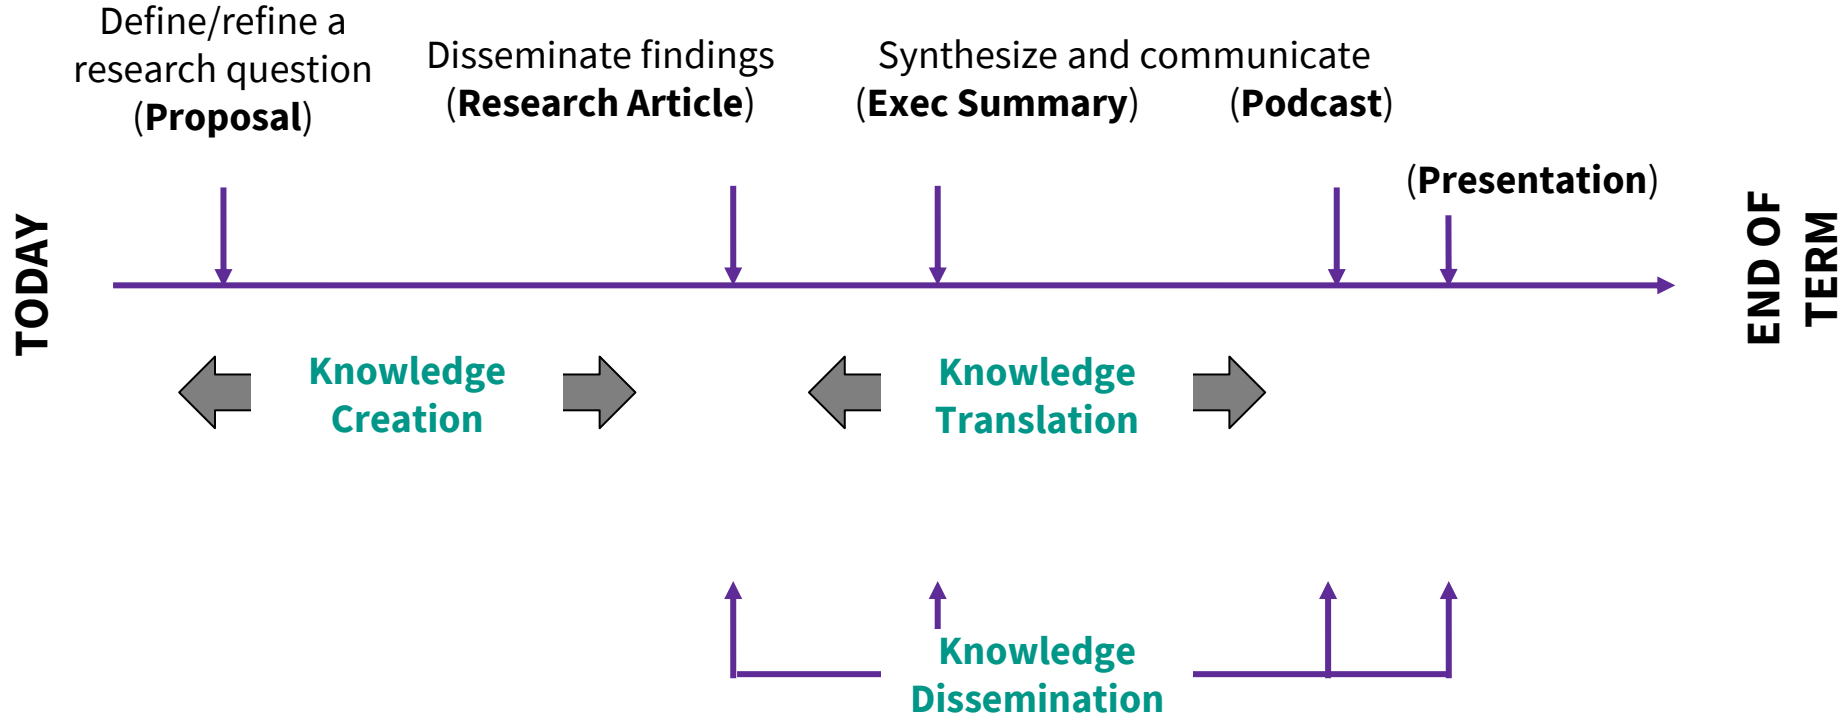 Define/refine a
research question
(Proposal)
Disseminate findings
(Research Article)
Synthesize and communicate
(Exec Summary) (Podcast)
(Presentation)
TODAY
END OF
TERM
Knowledge
Creation
Knowledge
Translation
Knowledge
Dissemination